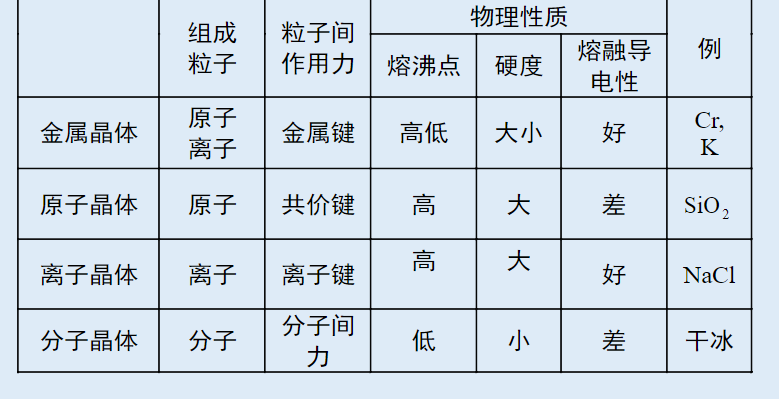 物理性质
组成
粒子
粒子间
作用力
熔沸点
硬度
熔融导
电性
例
金属晶体
原子
离子
金属键
高低
大小
好
Cr,
K
原子晶体
原子
共价键
高
大
差
SiO₂
离子晶体
离子
离子键
高
大
好
NaCl
分子晶体
分子
分子间
力
低
小
差
干冰